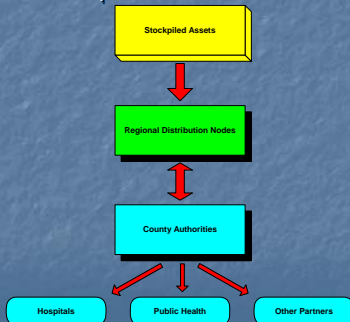 Stockpiled Assets
Regional Distribution Nodes
County Authorities
Hospitals
Public Health
Other Partners